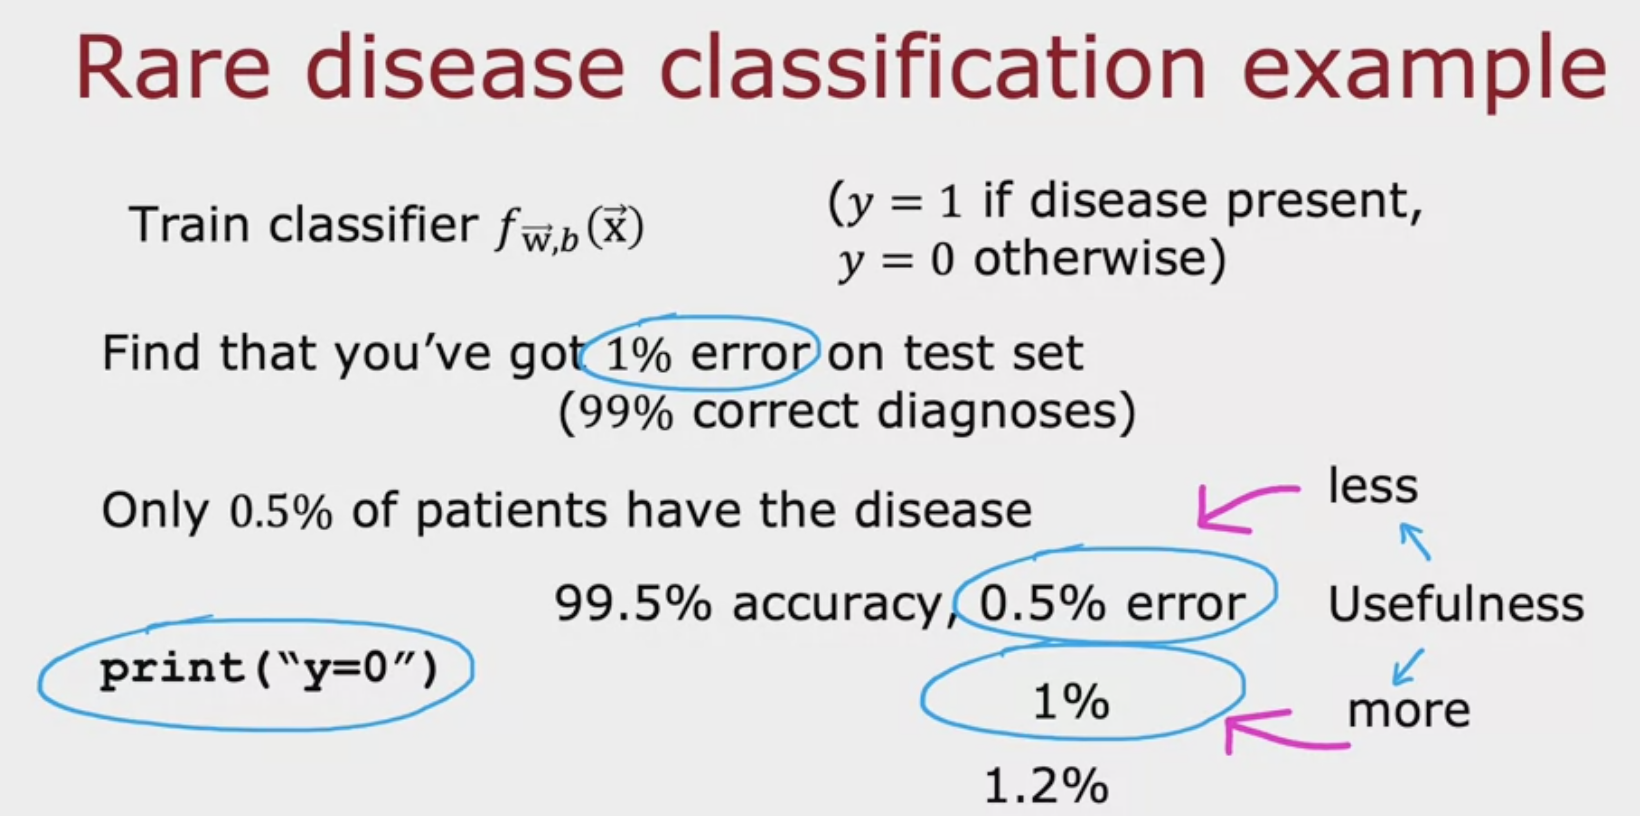 Rare disease classification example
Train classifier f_{\vec{w},b}(\vec{x})
(y = 1 if disease present,
y = 0 otherwise)
Find that you’ve got 1% error on test set
(99% correct diagnoses)
Only 0.5% of patients have the disease
less
99.5% accuracy, 0.5% error
Usefulness
print(“y=0”)
1%
more
1.2%